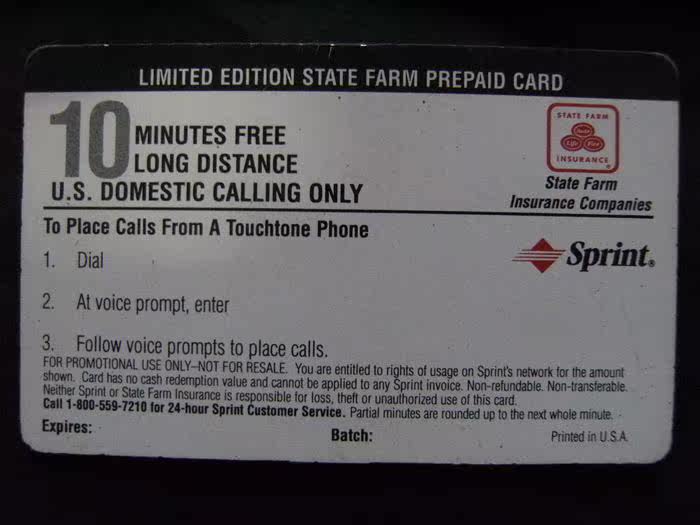 LIMITED EDITION STATE FARM PREPAID CARD
10 MINUTES FREE
LONG DISTANCE
U.S. DOMESTIC CALLING ONLY
STATE FARM
Auto
Life Fire
INSURANCE
State Farm
Insurance Companies
To Place Calls From A Touchtone Phone
Sprint®
1. Dial
2. At voice prompt, enter
3. Follow voice prompts to place calls.
FOR PROMOTIONAL USE ONLY–NOT FOR RESALE. You are entitled to rights of usage on Sprint's network for the amount
shown. Card has no cash redemption value and cannot be applied to any Sprint invoice. Non-refundable. Non-transferable.
Neither Sprint or State Farm Insurance is responsible for loss, theft or unauthorized use of this card.
Call 1-800-559-7210 for 24-hour Sprint Customer Service. Partial minutes are rounded up to the next whole minute.
Expires:
Batch:
Printed in U.S.A.